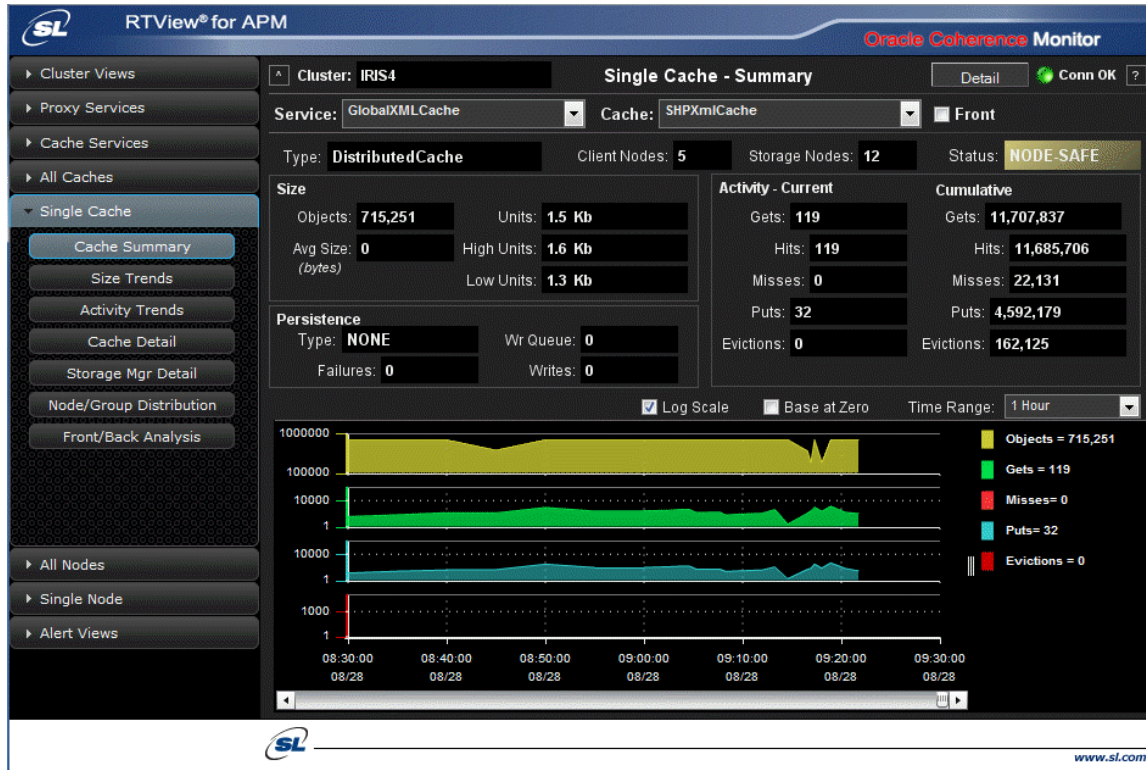 SL RTView® for APM
Oracle Coherence Monitor
Cluster Views
Proxy Services
Cache Services
All Caches
Single Cache
Cache Summary
Size Trends
Activity Trends
Cache Detail
Storage Mgr Detail
Node/Group Distribution
Front/Back Analysis
All Nodes
Single Node
Alert Views
^ Cluster: IRIS4 Single Cache - Summary Detail Conn OK ?
Service: GlobalXMLCache Cache: SHPXmlCache Front
Type: DistributedCache Client Nodes: 5 Storage Nodes: 12 Status: NODE-SAFE
Size
Objects: 715,251 Units: 1.5 Kb
Avg Size: 0 High Units: 1.6 Kb
(bytes)
Low Units: 1.3 Kb
Persistence
Type: NONE Wr Queue: 0
Failures: 0 Writes: 0
Activity - Current Cumulative
Gets: 119 Gets: 11,707,837
Hits: 119 Hits: 11,685,706
Misses: 0 Misses: 22,131
Puts: 32 Puts: 4,592,179
Evictions: 0 Evictions: 162,125
Log Scale Base at Zero Time Range: 1 Hour
1000000
100000
10000
1
10000
1
1000
1
Objects = 715,251
Gets = 119
Misses= 0
Puts= 32
Evictions = 0
08:30:00 08:40:00 08:50:00 09:00:00 09:10:00 09:20:00 09:30:00
08/28 08/28 08/28 08/28 08/28 08/28 08/28
SL
www.sl.com